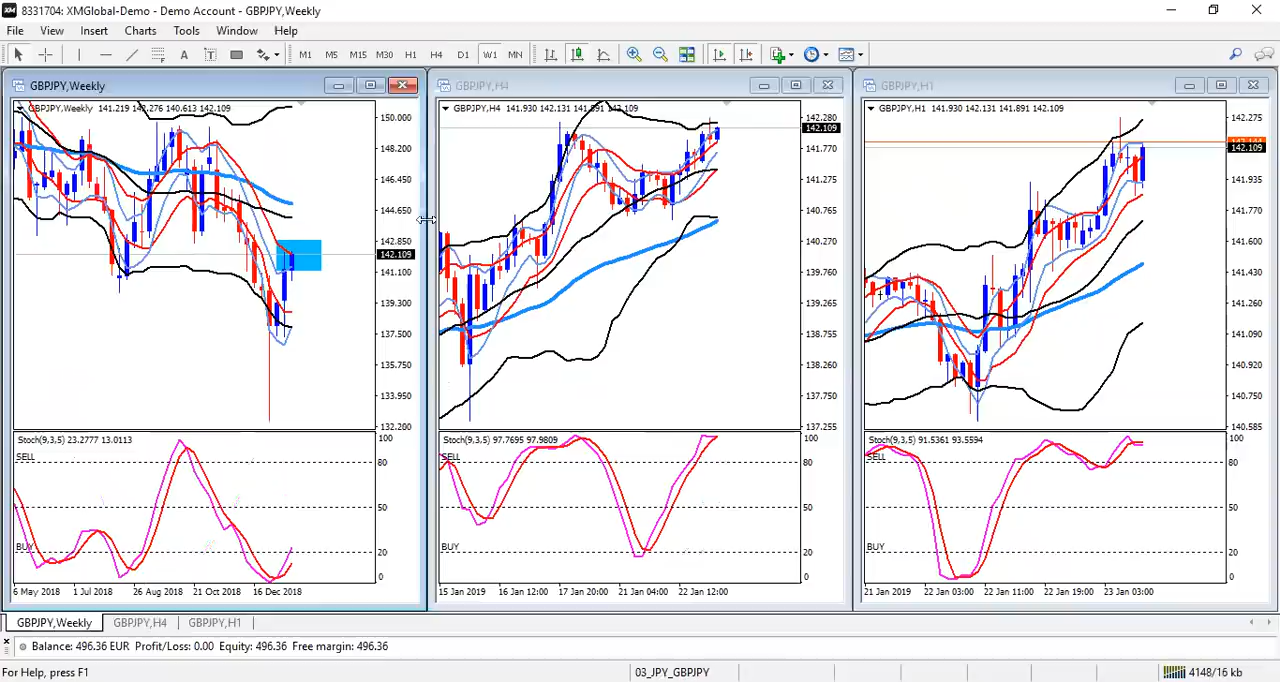 8331704: XMGlobal-Demo - Demo Account - GBPJPY,Weekly
File View Insert Charts Tools Window Help
M1 M5 M15 M30 H1 H4 D1 W1 MN
GBPJPY,Weekly
GBPJPY,Weekly 141.219 142.276 140.613 142.109
150.000
148.200
146.450
144.650
142.850
142.109
141.100
139.300
137.500
135.750
133.950
132.200
Stoch(9,3,5) 23.2777 13.0113
SELL
BUY
100
80
50
20
0
6 May 2018 1 Jul 2018 26 Aug 2018 21 Oct 2018 16 Dec 2018
GBPJPY,H4
GBPJPY,H4 141.930 142.131 141.891 142.109
142.280
142.109
141.770
141.275
140.765
140.270
139.760
139.265
138.755
138.260
137.750
137.255
Stoch(9,3,5) 97.7695 97.9809
SELL
BUY
100
80
50
20
0
15 Jan 2019 16 Jan 12:00 17 Jan 20:00 21 Jan 04:00 22 Jan 12:00
GBPJPY,H1
GBPJPY,H1 141.930 142.131 141.891 142.109
142.275
142.109
141.935
141.770
141.600
141.430
141.260
141.090
140.920
140.750
140.585
Stoch(9,3,5) 91.5361 93.5594
SELL
BUY
100
80
50
20
0
21 Jan 2019 22 Jan 03:00 22 Jan 11:00 22 Jan 19:00 23 Jan 03:00
GBPJPY,Weekly GBPJPY,H4 GBPJPY,H1
Balance: 496.36 EUR Profit/Loss: 0.00 Equity: 496.36 Free margin: 496.36
For Help, press F1
03_JPY_GBPJPY
4148/16 kb